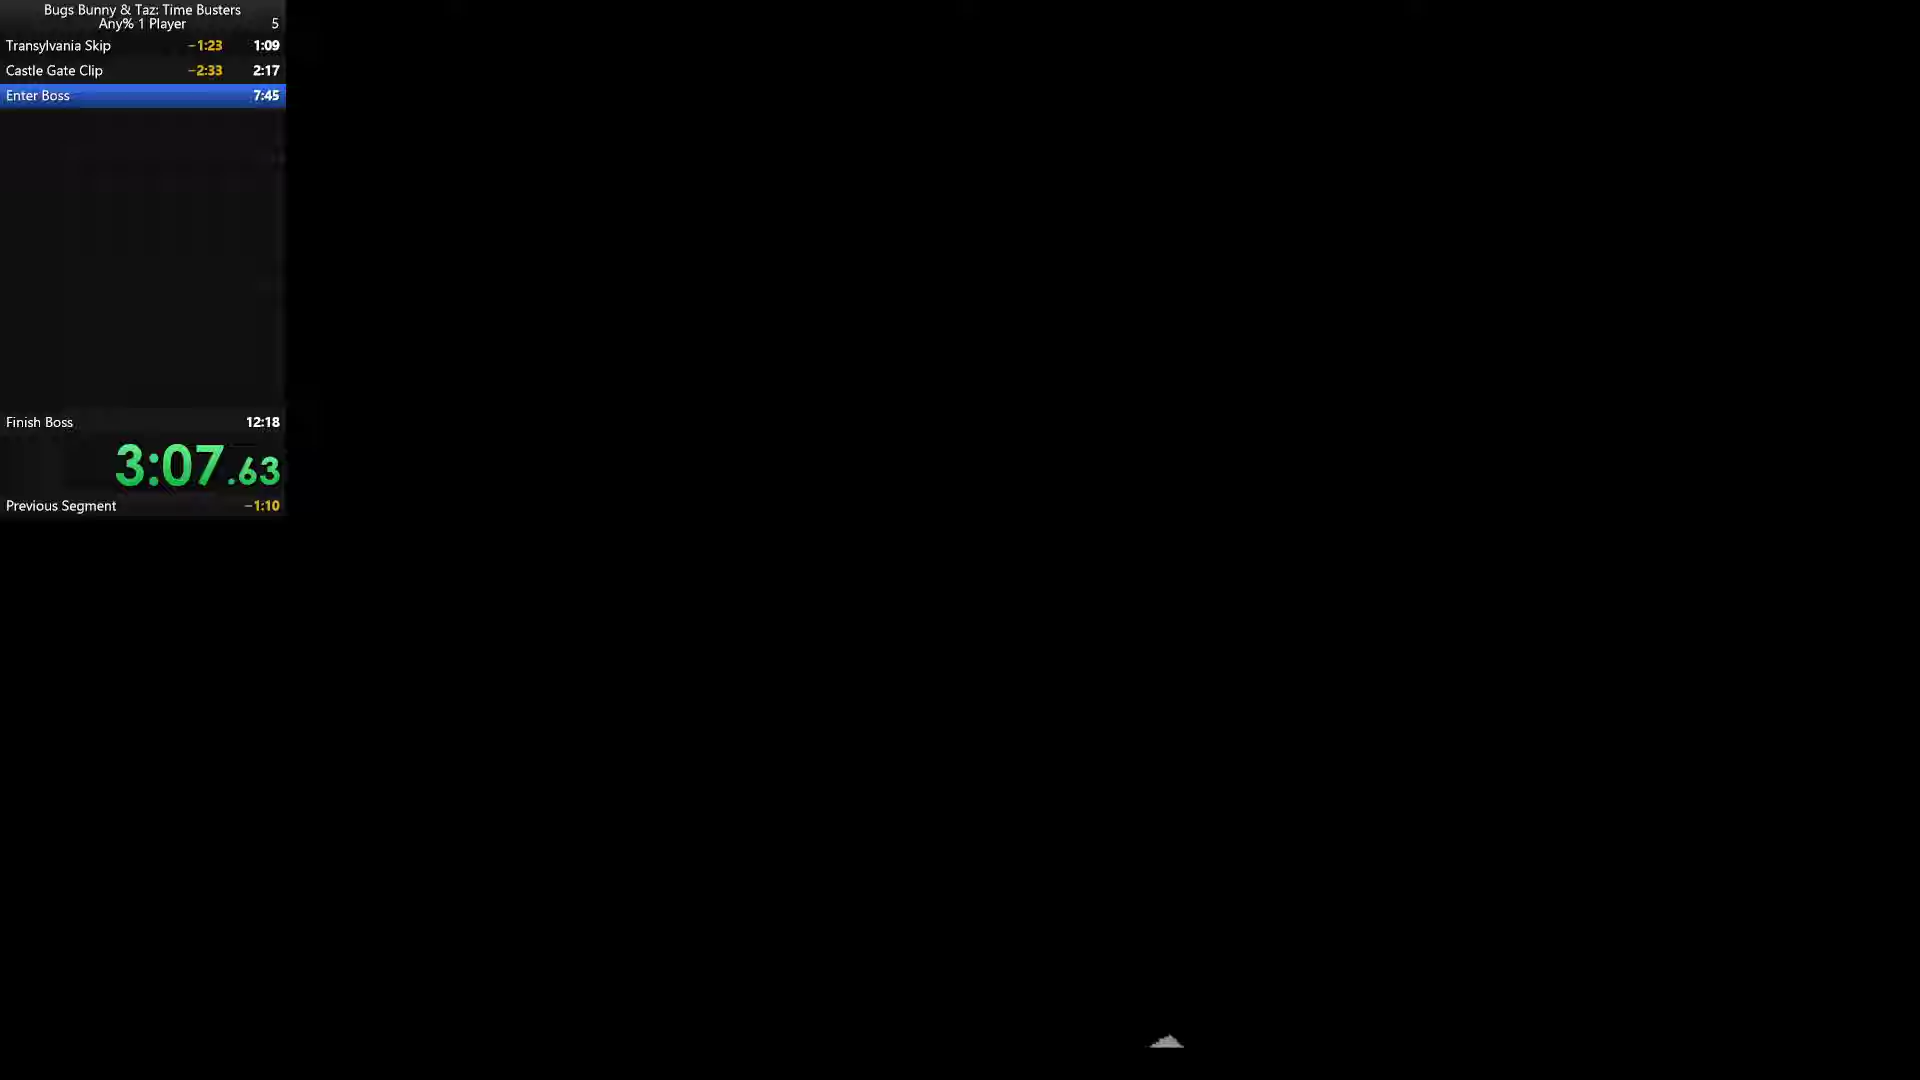 Bugs Bunny & Taz: Time Busters
Any% 1 Player 5
Transylvania Skip −1:23 1:09
Castle Gate Clip −2:33 2:17
Enter Boss 7:45
Finish Boss 12:18
3:07.63
Previous Segment −1:10